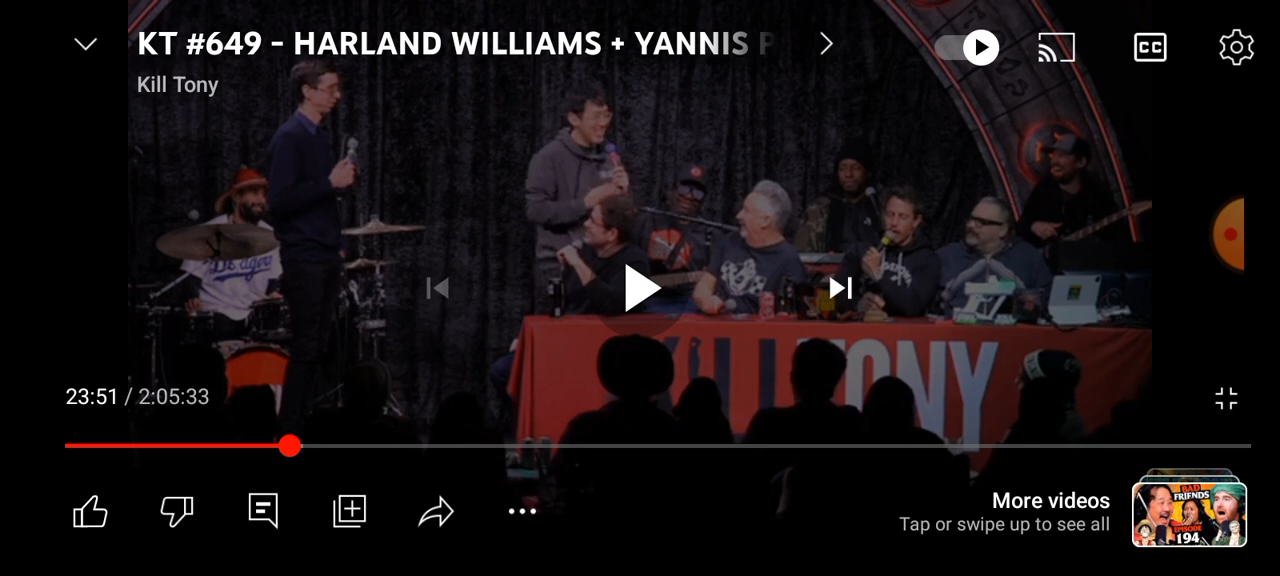 KT #649 - HARLAND WILLIAMS + YANNIS P
Kill Tony
CC
Dodgers
KILL TONY
23:51 / 2:05:33
More videos
Tap or swipe up to see all
BAD
FRIENDS
EPISODE
194